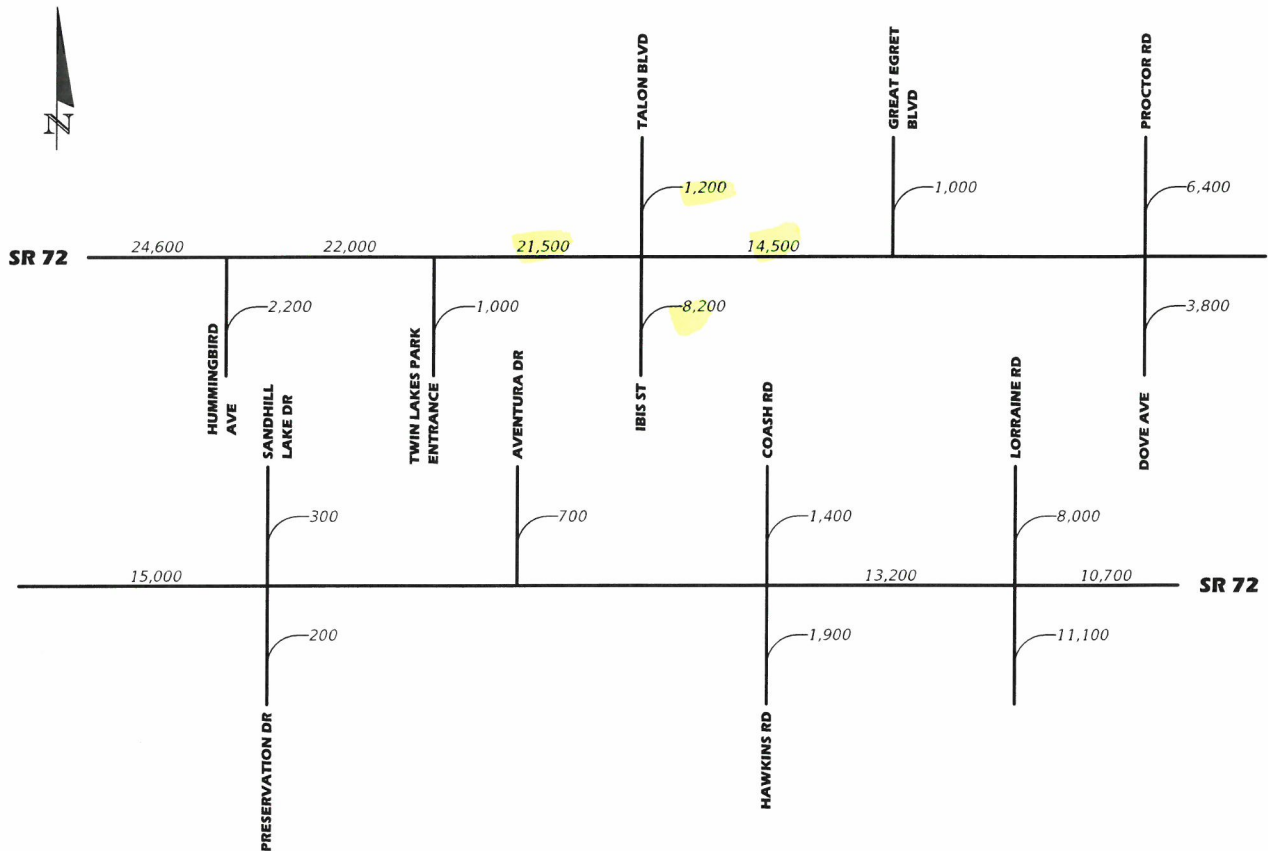 N
TALON BLVD
GREAT EGRET
BLVD
PROCTOR RD
1,200
1,000
6,400
SR 72
24,600
22,000
21,500
14,500
2,200
1,000
8,200
3,800
HUMMINGBIRD
AVE
TWIN LAKES PARK
ENTRANCE
IBIS ST
DOVE AVE
SANDHILL
LAKE DR
AVENTURA DR
COASH RD
LORRAINE RD
300
700
1,400
8,000
15,000
13,200
10,700
SR 72
200
1,900
11,100
PRESERVATION DR
HAWKINS RD